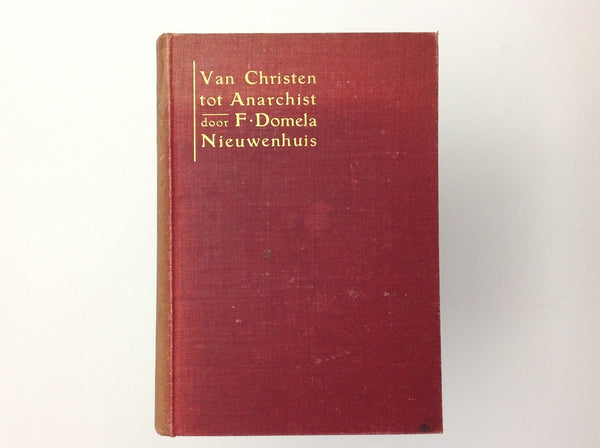 Van Christen
tot Anarchist
door F. Domela
Nieuwenhuis